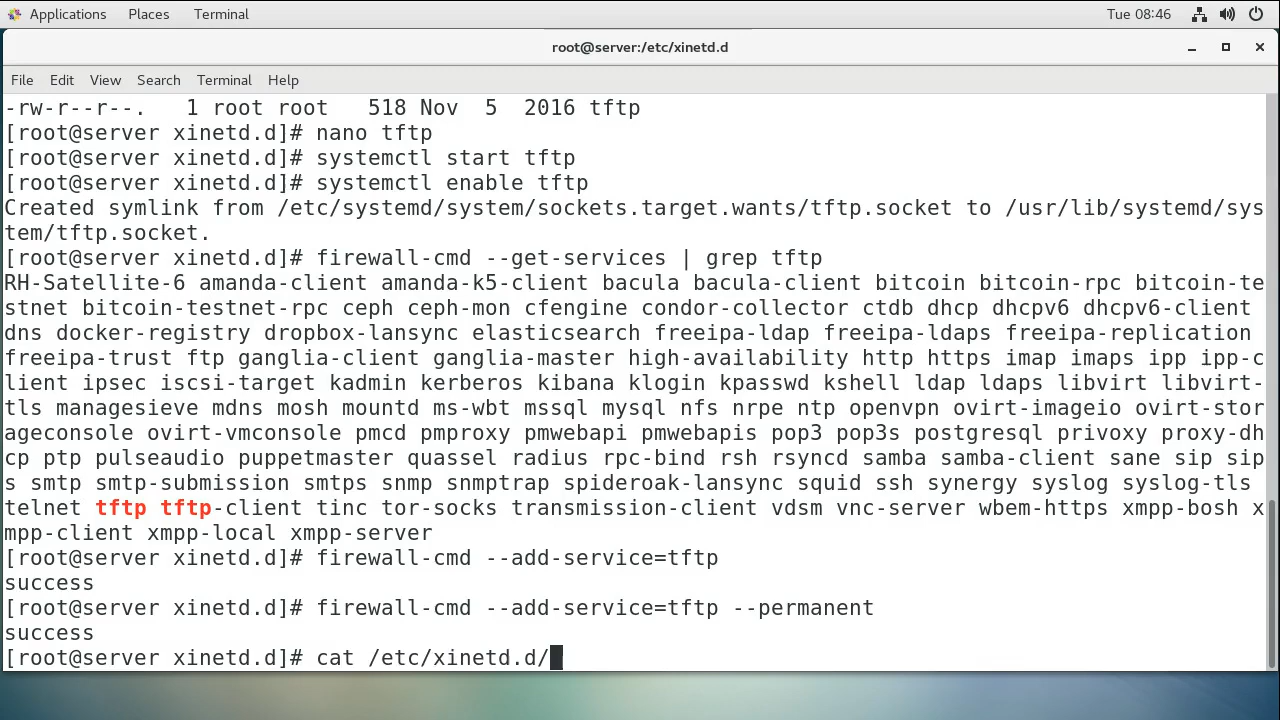 Applications Places Terminal Tue 08:46
root@server:/etc/xinetd.d
File Edit View Search Terminal Help
-rw-r--r--.   1 root root   518 Nov  5  2016 tftp
[root@server xinetd.d]# nano tftp
[root@server xinetd.d]# systemctl start tftp
[root@server xinetd.d]# systemctl enable tftp
Created symlink from /etc/systemd/system/sockets.target.wants/tftp.socket to /usr/lib/systemd/sys
tem/tftp.socket.
[root@server xinetd.d]# firewall-cmd --get-services | grep tftp
RH-Satellite-6 amanda-client amanda-k5-client bacula bacula-client bitcoin bitcoin-rpc bitcoin-te
stnet bitcoin-testnet-rpc ceph ceph-mon cfengine condor-collector ctdb dhcp dhcpv6 dhcpv6-client
dns docker-registry dropbox-lansync elasticsearch freeipa-ldap freeipa-ldaps freeipa-replication
freeipa-trust ftp ganglia-client ganglia-master high-availability http https imap imaps ipp ipp-c
lient ipsec iscsi-target kadmin kerberos kibana klogin kpasswd kshell ldap ldaps libvirt libvirt-
tls managesieve mdns mosh mountd ms-wbt mssql mysql nfs nrpe ntp openvpn ovirt-imageio ovirt-stor
ageconsole ovirt-vmconsole pmcd pmproxy pmwebapi pmwebapis pop3 pop3s postgresql privoxy proxy-dh
cp ptp pulseaudio puppetmaster quassel radius rpc-bind rsh rsyncd samba samba-client sane sip sip
s smtp smtp-submission smtps snmp snmptrap spideroak-lansync squid ssh synergy syslog syslog-tls
telnet tftp tftp-client tinc tor-socks transmission-client vdsm vnc-server wbem-https xmpp-bosh x
mpp-client xmpp-local xmpp-server
[root@server xinetd.d]# firewall-cmd --add-service=tftp
success
[root@server xinetd.d]# firewall-cmd --add-service=tftp --permanent
success
[root@server xinetd.d]# cat /etc/xinetd.d/